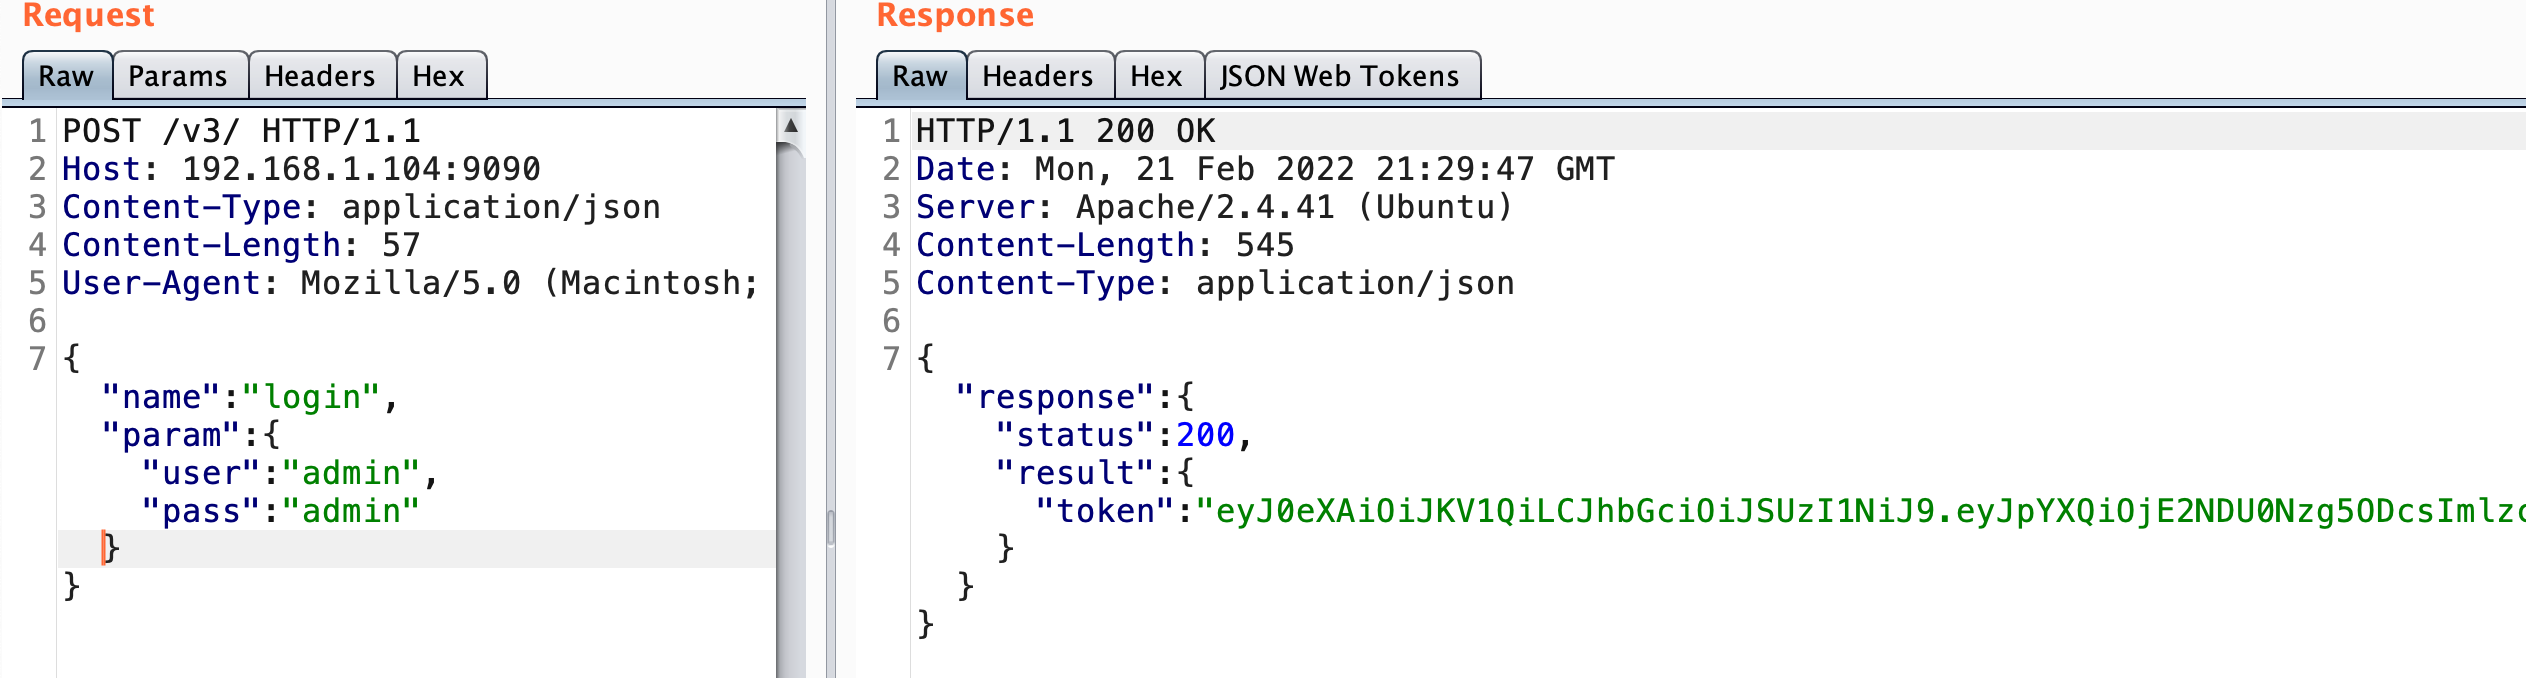 Request
Raw Params Headers Hex
1 POST /v3/ HTTP/1.1
2 Host: 192.168.1.104:9090
3 Content-Type: application/json
4 Content-Length: 57
5 User-Agent: Mozilla/5.0 (Macintosh;
6
7 {
"name":"login",
"param":{
"user":"admin",
"pass":"admin"
}
}
Response
Raw Headers Hex JSON Web Tokens
1 HTTP/1.1 200 OK
2 Date: Mon, 21 Feb 2022 21:29:47 GMT
3 Server: Apache/2.4.41 (Ubuntu)
4 Content-Length: 545
5 Content-Type: application/json
6
7 {
"response":{
"status":200,
"result":{
"token":"eyJ0eXAiOiJKV1QiLCJhbGciOiJSUzI1NiJ9.eyJpYXQiOjE2NDU0Nzg5ODcsImlzc
}
}
}